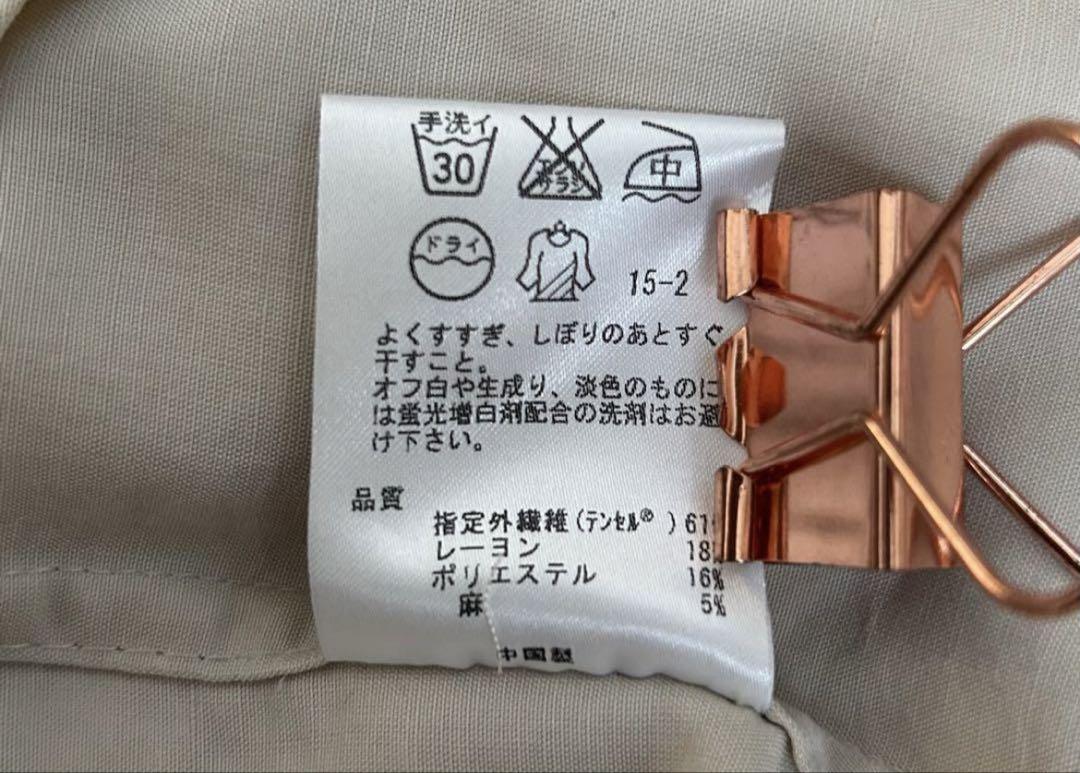 手洗イ
30
エンソ
サラシ
中
ドライ
15-2
よくすすぎ、しぼりのあとすぐ
干すこと。
オフ白や生成り、淡色のものに
は蛍光増白剤配合の洗剤はお避
け下さい。
品質
指定外繊維(テンセル® ) 61
レーヨン 18%
ポリエステル 16%
麻 5%
中国製